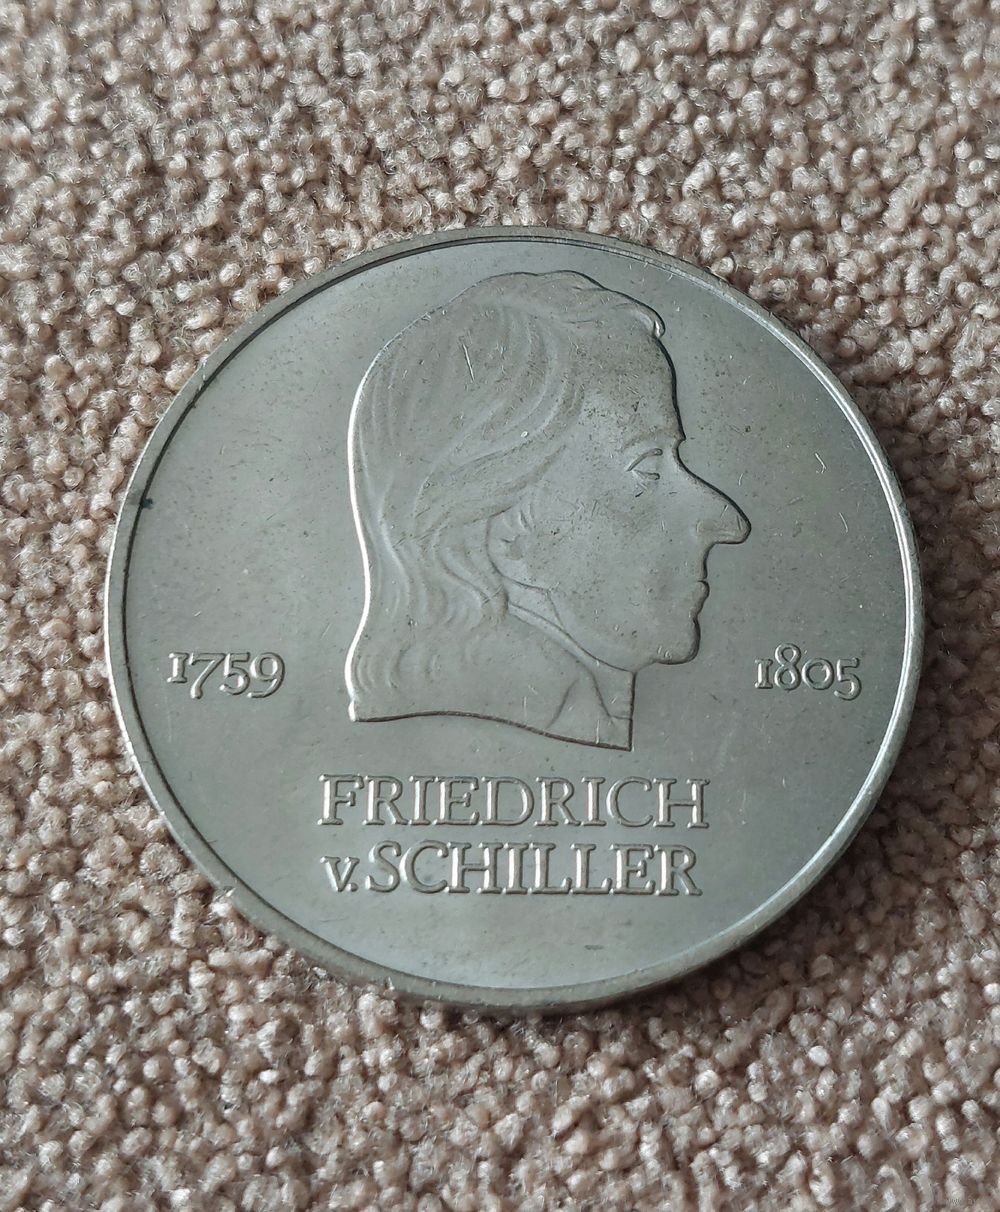 1759
1805
FRIEDRICH
v. SCHILLER